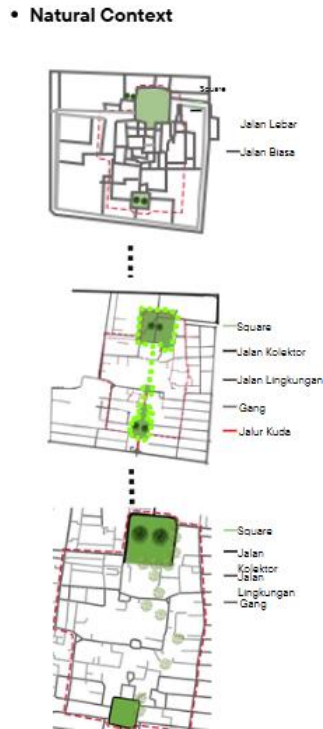 • Natural Context
Square
Jalan Lebar
Jalan Biasa
Square
Jalan Kolektor
Jalan Lingkungan
Gang
Jalur Kuda
Square
Jalan
Kolektor
Jalan
Lingkungan
Gang